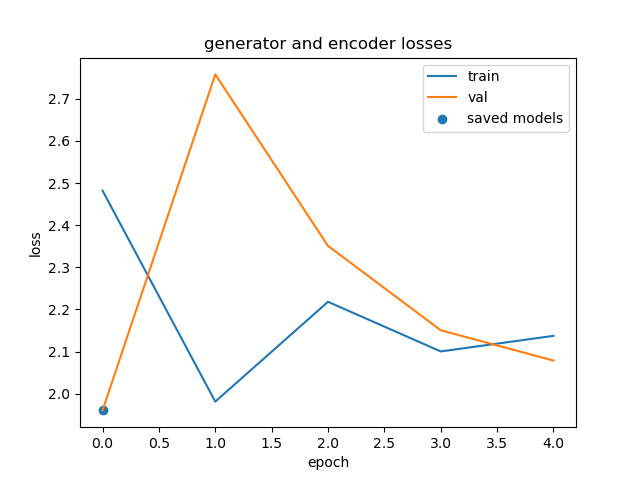 generator and encoder losses
train
val
saved models
2.7
2.6
2.5
2.4
2.3
2.2
2.1
2.0
loss
0.0 0.5 1.0 1.5 2.0 2.5 3.0 3.5 4.0
epoch